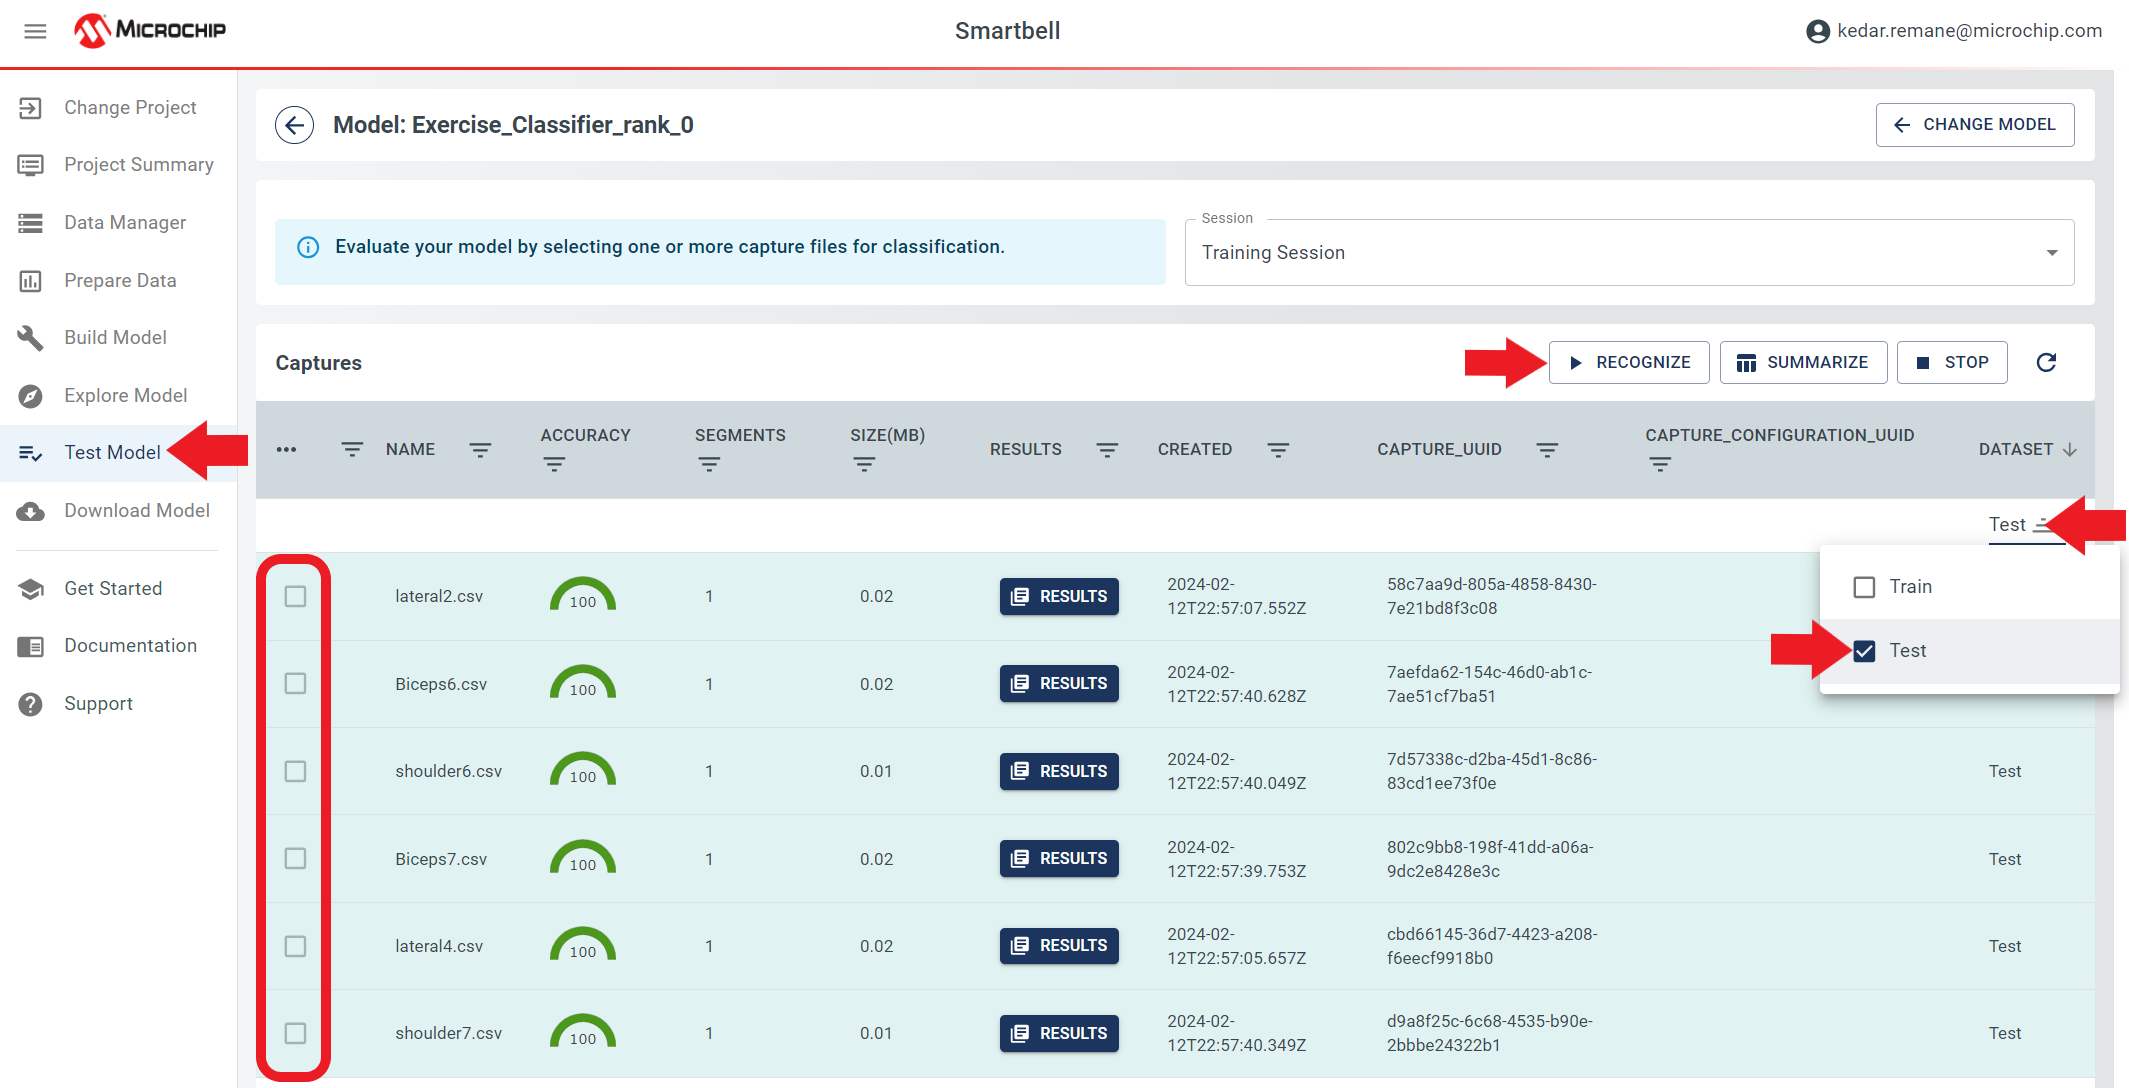 MICROCHIP
Smartbell
kedar.remane@microchip.com
Change Project
Project Summary
Data Manager
Prepare Data
Build Model
Explore Model
Test Model
Download Model
Get Started
Documentation
Support
Model: Exercise_Classifier_rank_0
CHANGE MODEL
Evaluate your model by selecting one or more capture files for classification.
Session
Training Session
Captures
RECOGNIZE
SUMMARIZE
STOP
NAME ACCURACY SEGMENTS SIZE(MB) RESULTS CREATED CAPTURE_UUID CAPTURE_CONFIGURATION_UUID DATASET
Test
Train
Test
lateral2.csv 100 1 0.02 RESULTS 2024-02- 58c7aa9d-805a-4858-8430-
12T22:57:07.552Z 7e21bd8f3c08
Biceps6.csv 100 1 0.02 RESULTS 2024-02- 7aefda62-154c-46d0-ab1c-
12T22:57:40.628Z 7ae51cf7ba51
shoulder6.csv 100 1 0.01 RESULTS 2024-02- 7d57338c-d2ba-45d1-8c86- Test
12T22:57:40.049Z 83cd1ee73f0e
Biceps7.csv 100 1 0.02 RESULTS 2024-02- 802c9bb8-198f-41dd-a06a- Test
12T22:57:39.753Z 9dc2e8428e3c
lateral4.csv 100 1 0.02 RESULTS 2024-02- cbd66145-36d7-4423-a208- Test
12T22:57:05.657Z f6eecf9918b0
shoulder7.csv 100 1 0.01 RESULTS 2024-02- d9a8f25c-6c68-4535-b90e- Test
12T22:57:40.349Z 2bbbe24322b1